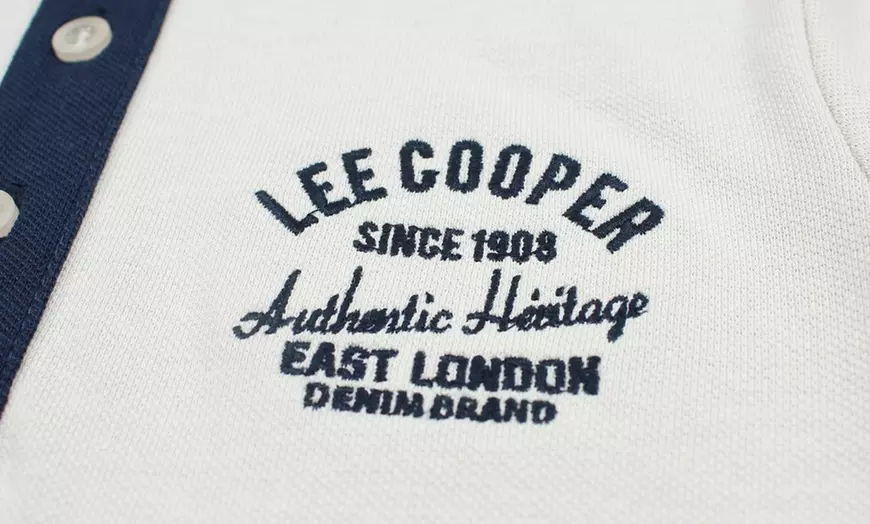 LEE COOPER
SINCE 1908
Authentic Heritage
EAST LONDON
DENIM BRAND